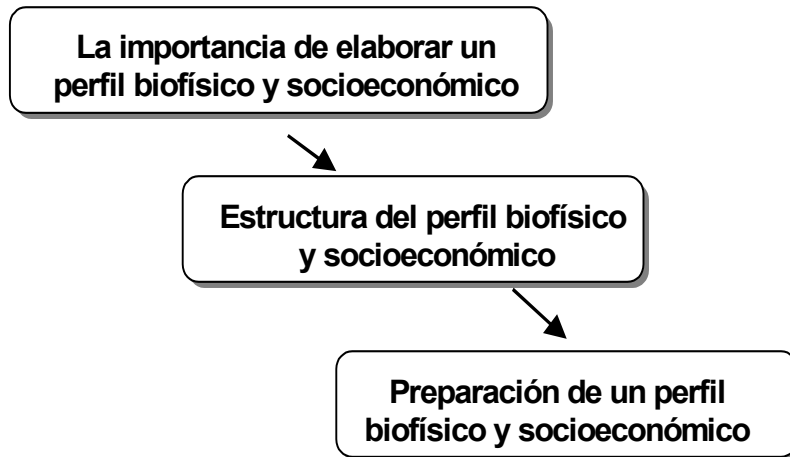 La importancia de elaborar un
perfil biofísico y socioeconómico
Estructura del perfil biofísico
y socioeconómico
Preparación de un perfil
biofísico y socioeconómico